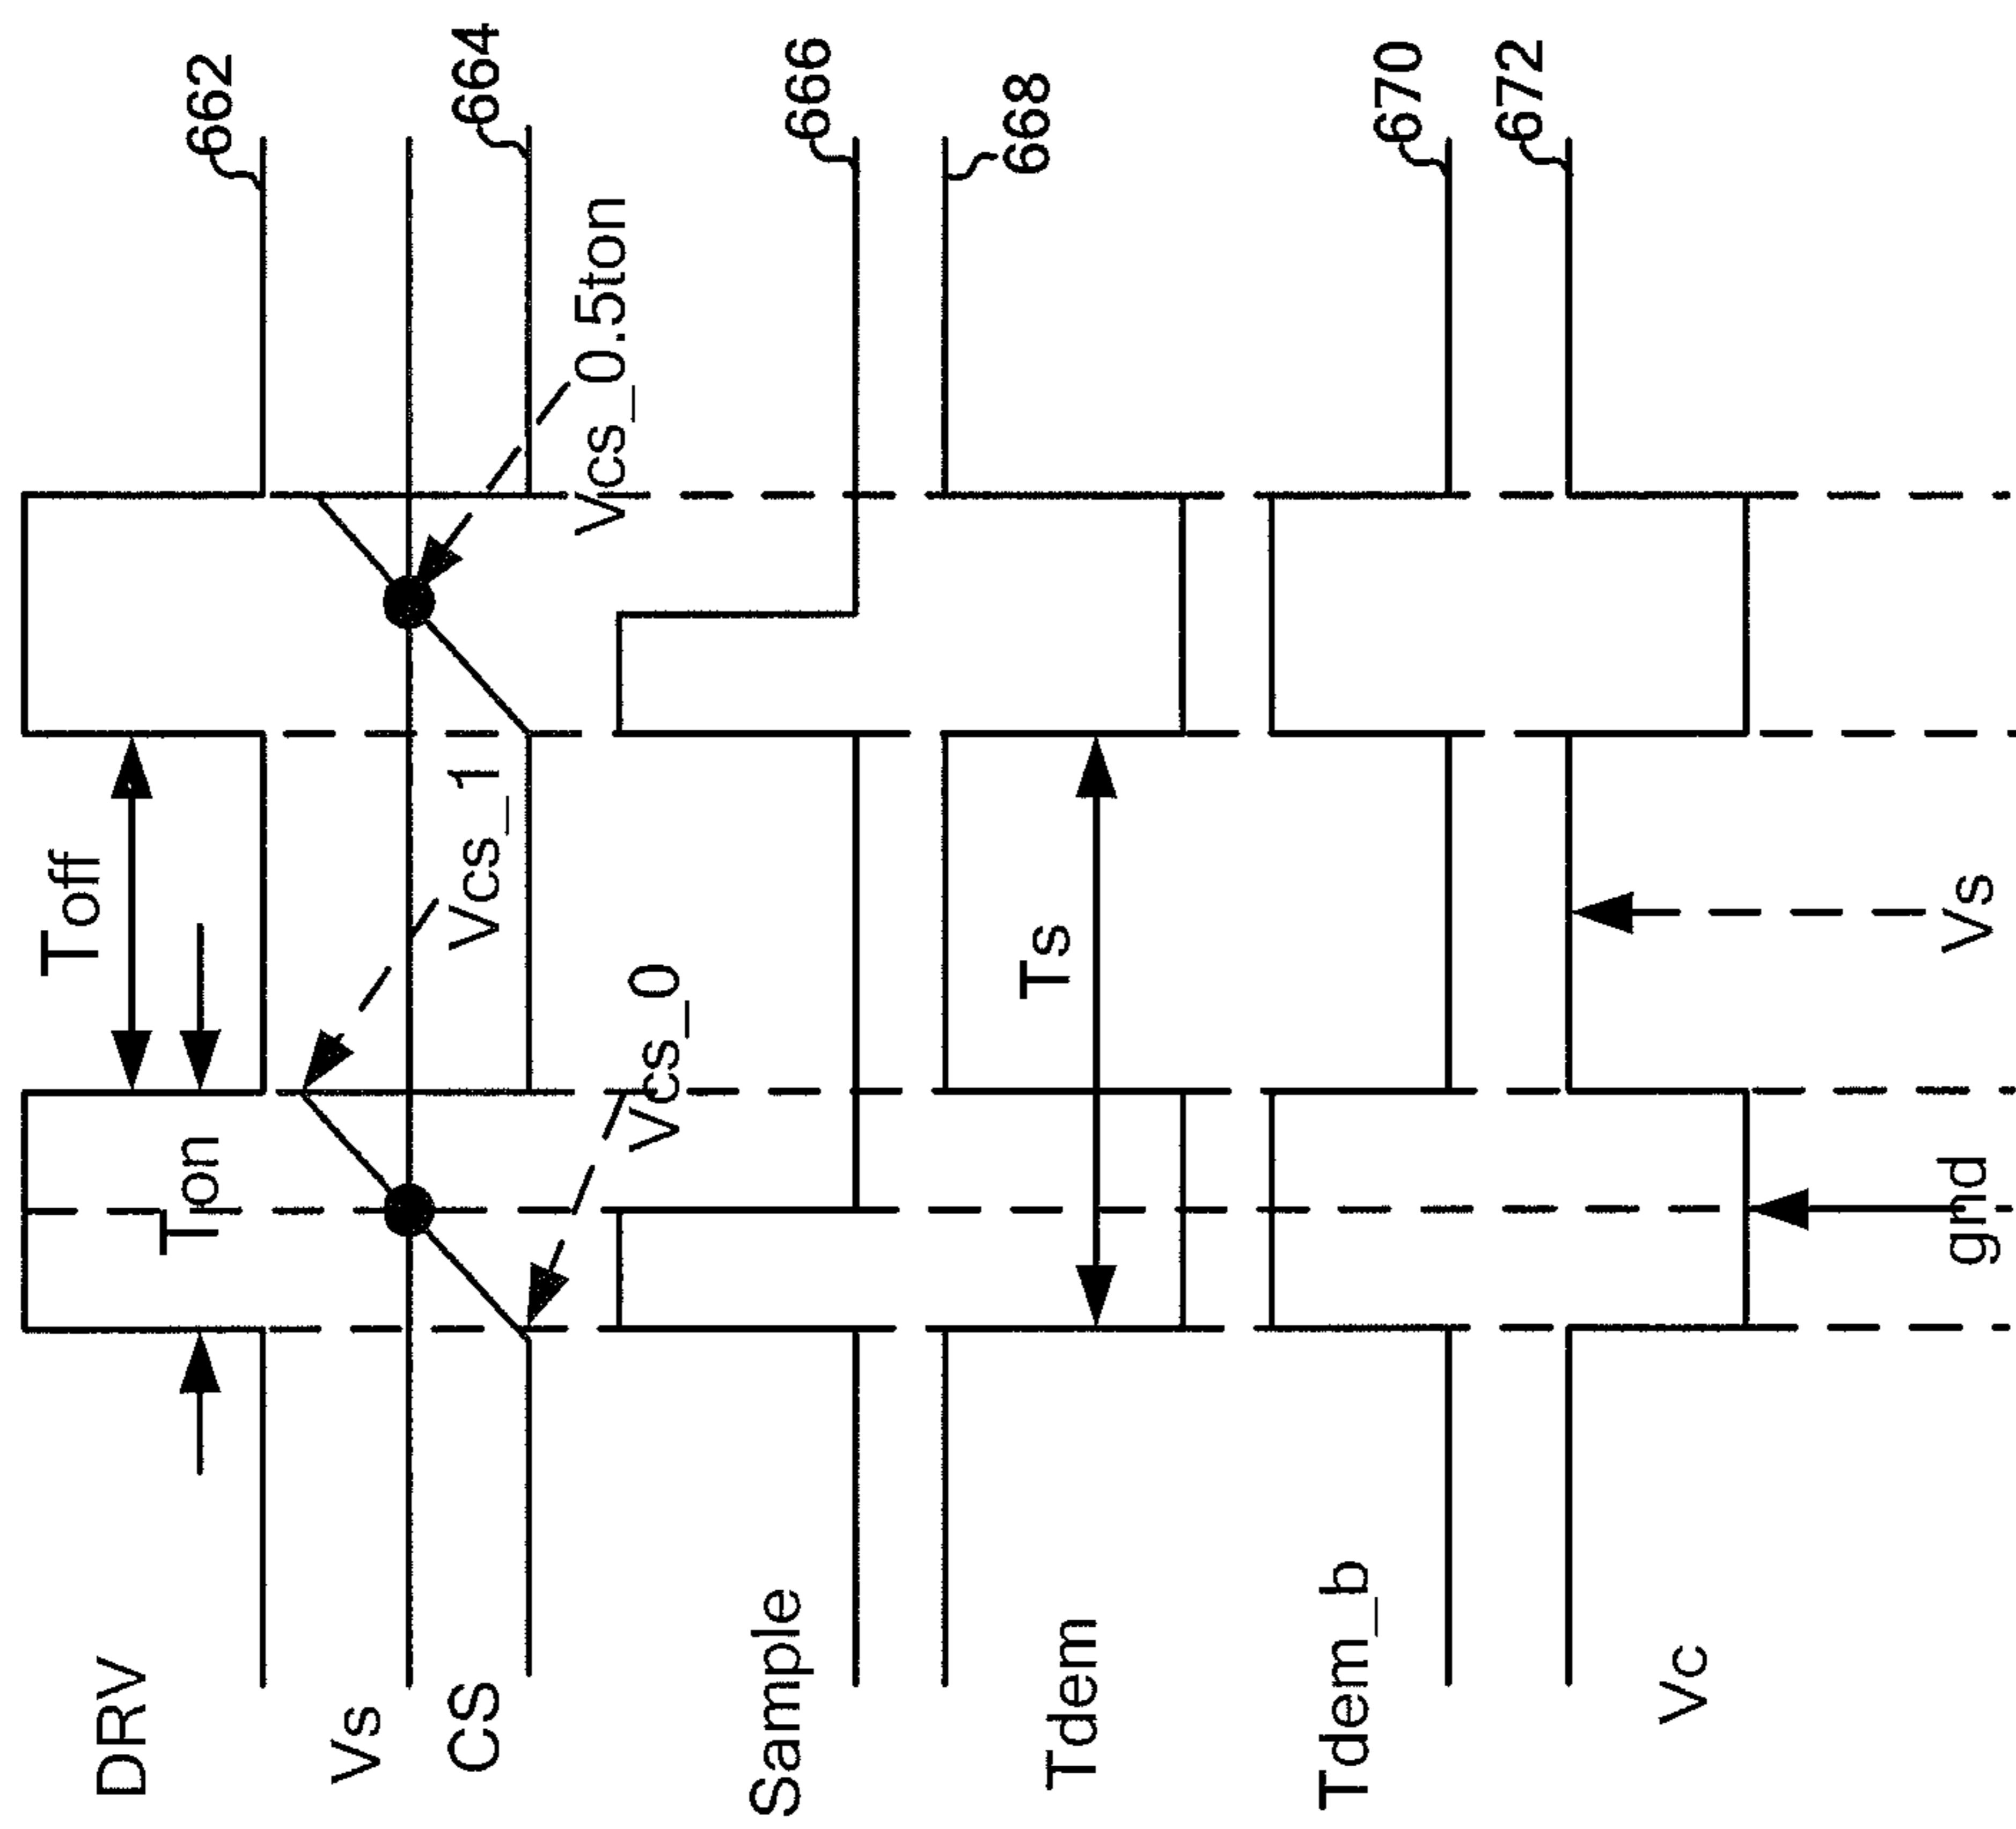 DRV
Ton
Toff
662
Vs
CS
Vcs_1
664
Vcs_0
Vcs_0.5ton
Sample
666
Tdem
Ts
668
Tdem_b
670
672
Vc
gnd
Vs